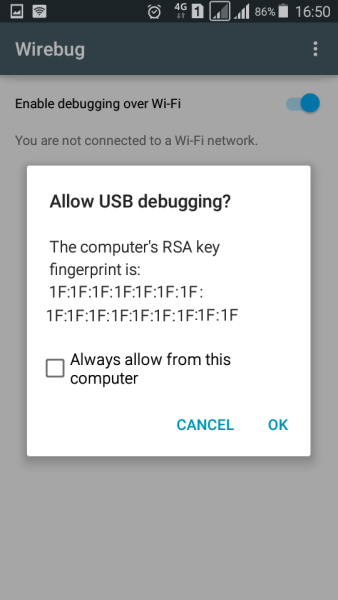 4G 1 86% 16:50
Wirebug
Enable debugging over Wi-Fi
You are not connected to a Wi-Fi network.
Allow USB debugging?
The computer's RSA key
fingerprint is:
1F:1F:1F:1F:1F:1F:1F:
1F:1F:1F:1F:1F:1F:1F:1F:1F
Always allow from this
computer
CANCEL OK